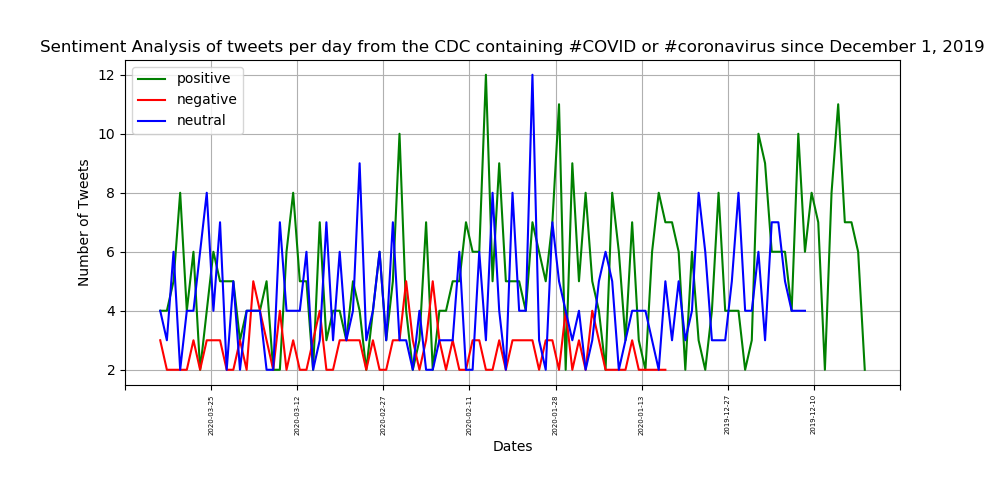 Sentiment Analysis of tweets per day from the CDC containing #COVID or #coronavirus since December 1, 2019
positive
negative
neutral
12
10
8
6
4
2
Number of Tweets
2020-03-25
2020-03-12
2020-02-27
2020-02-11
2020-01-28
2020-01-13
2019-12-27
2019-12-10
Dates